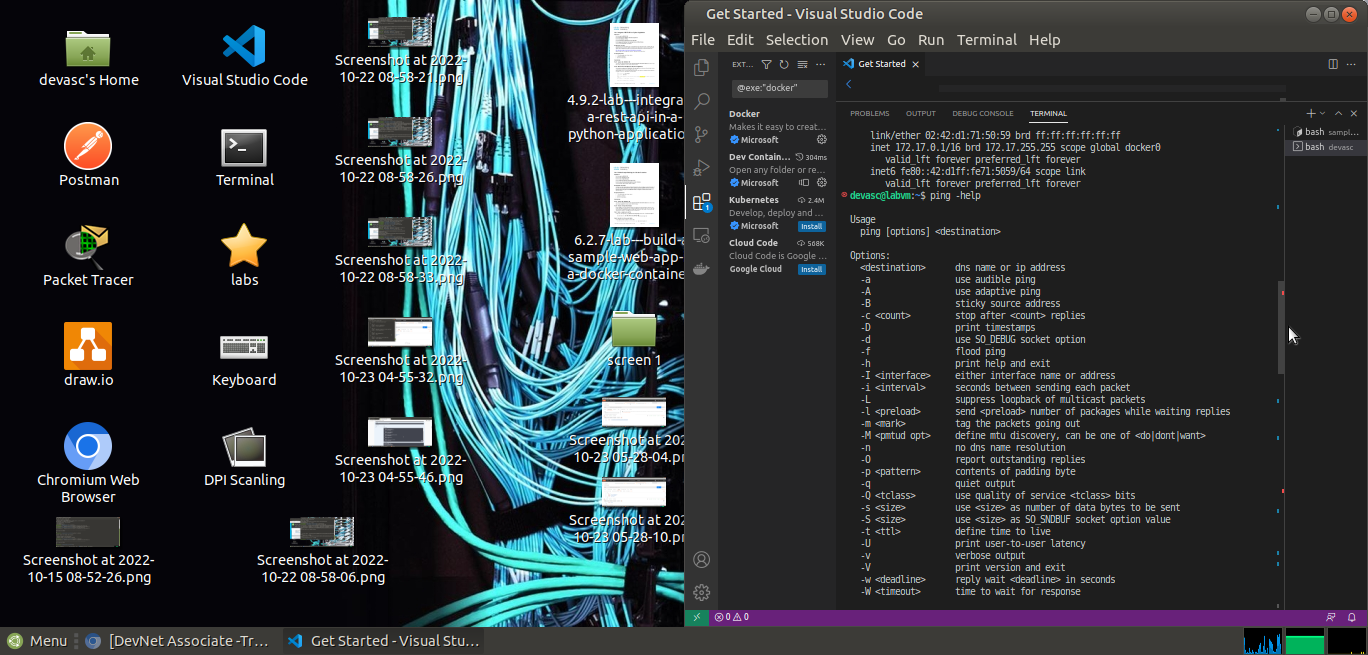 devasc's Home
Visual Studio Code
Postman
Terminal
Packet Tracer
labs
draw.io
Keyboard
Chromium Web
Browser
DPI Scanling
Screenshot at 2022-
10-15 08-52-26.png
Screenshot at 2022-
10-22 08-58-06.png
Screenshot at 2022-
10-22 08-58-21.png
Screenshot at 2022-
10-22 08-58-26.png
Screenshot at 2022-
10-22 08-58-33.png
Screenshot at 2022-
10-23 04-55-32.png
Screenshot at 2022-
10-23 04-55-46.png
4.9.2-lab---integra
a-rest-api-in-a-
python-applicatio
6.2.7-lab---build-a
sample-web-app-
a-docker-containe
screen 1
Screenshot at 202
10-23 05-28-04.pn
Screenshot at 202
10-23 05-28-10.pn
Get Started - Visual Studio Code
File Edit Selection View Go Run Terminal Help
EXT...
@exe:"docker"
Docker
Makes it easy to creat...
Microsoft
Dev Contain... 304ms
Open any folder or re...
Microsoft
Kubernetes 2.4M
Develop, deploy and ...
Microsoft Install
Cloud Code 568K
Cloud Code is Google ...
Google Cloud Install
1
Get Started
PROBLEMS OUTPUT DEBUG CONSOLE TERMINAL
link/ether 02:42:d1:71:50:59 brd ff:ff:ff:ff:ff:ff
inet 172.17.0.1/16 brd 172.17.255.255 scope global docker0
valid_lft forever preferred_lft forever
inet6 fe80::42:d1ff:fe71:5059/64 scope link
valid_lft forever preferred_lft forever
devasc@labvm:~$ ping -help
Usage
ping [options] <destination>
Options:
<destination> dns name or ip address
-a use audible ping
-A use adaptive ping
-B sticky source address
-c <count> stop after <count> replies
-D print timestamps
-d use SO_DEBUG socket option
-f flood ping
-h print help and exit
-I <interface> either interface name or address
-i <interval> seconds between sending each packet
-L suppress loopback of multicast packets
-l <preload> send <preload> number of packages while waiting replies
-m <mark> tag the packets going out
-M <pmtud opt> define mtu discovery, can be one of <do|dont|want>
-n no dns name resolution
-O report outstanding replies
-p <pattern> contents of padding byte
-q quiet output
-Q <tclass> use quality of service <tclass> bits
-s <size> use <size> as number of data bytes to be sent
-S <size> use <size> as SO_SNDBUF socket option value
-t <ttl> define time to live
-U print user-to-user latency
-v verbose output
-V print version and exit
-w <deadline> reply wait <deadline> in seconds
-W <timeout> time to wait for response
bash sampl...
bash devasc
0 0
Menu
[DevNet Associate -Tr...
Get Started - Visual Stu...